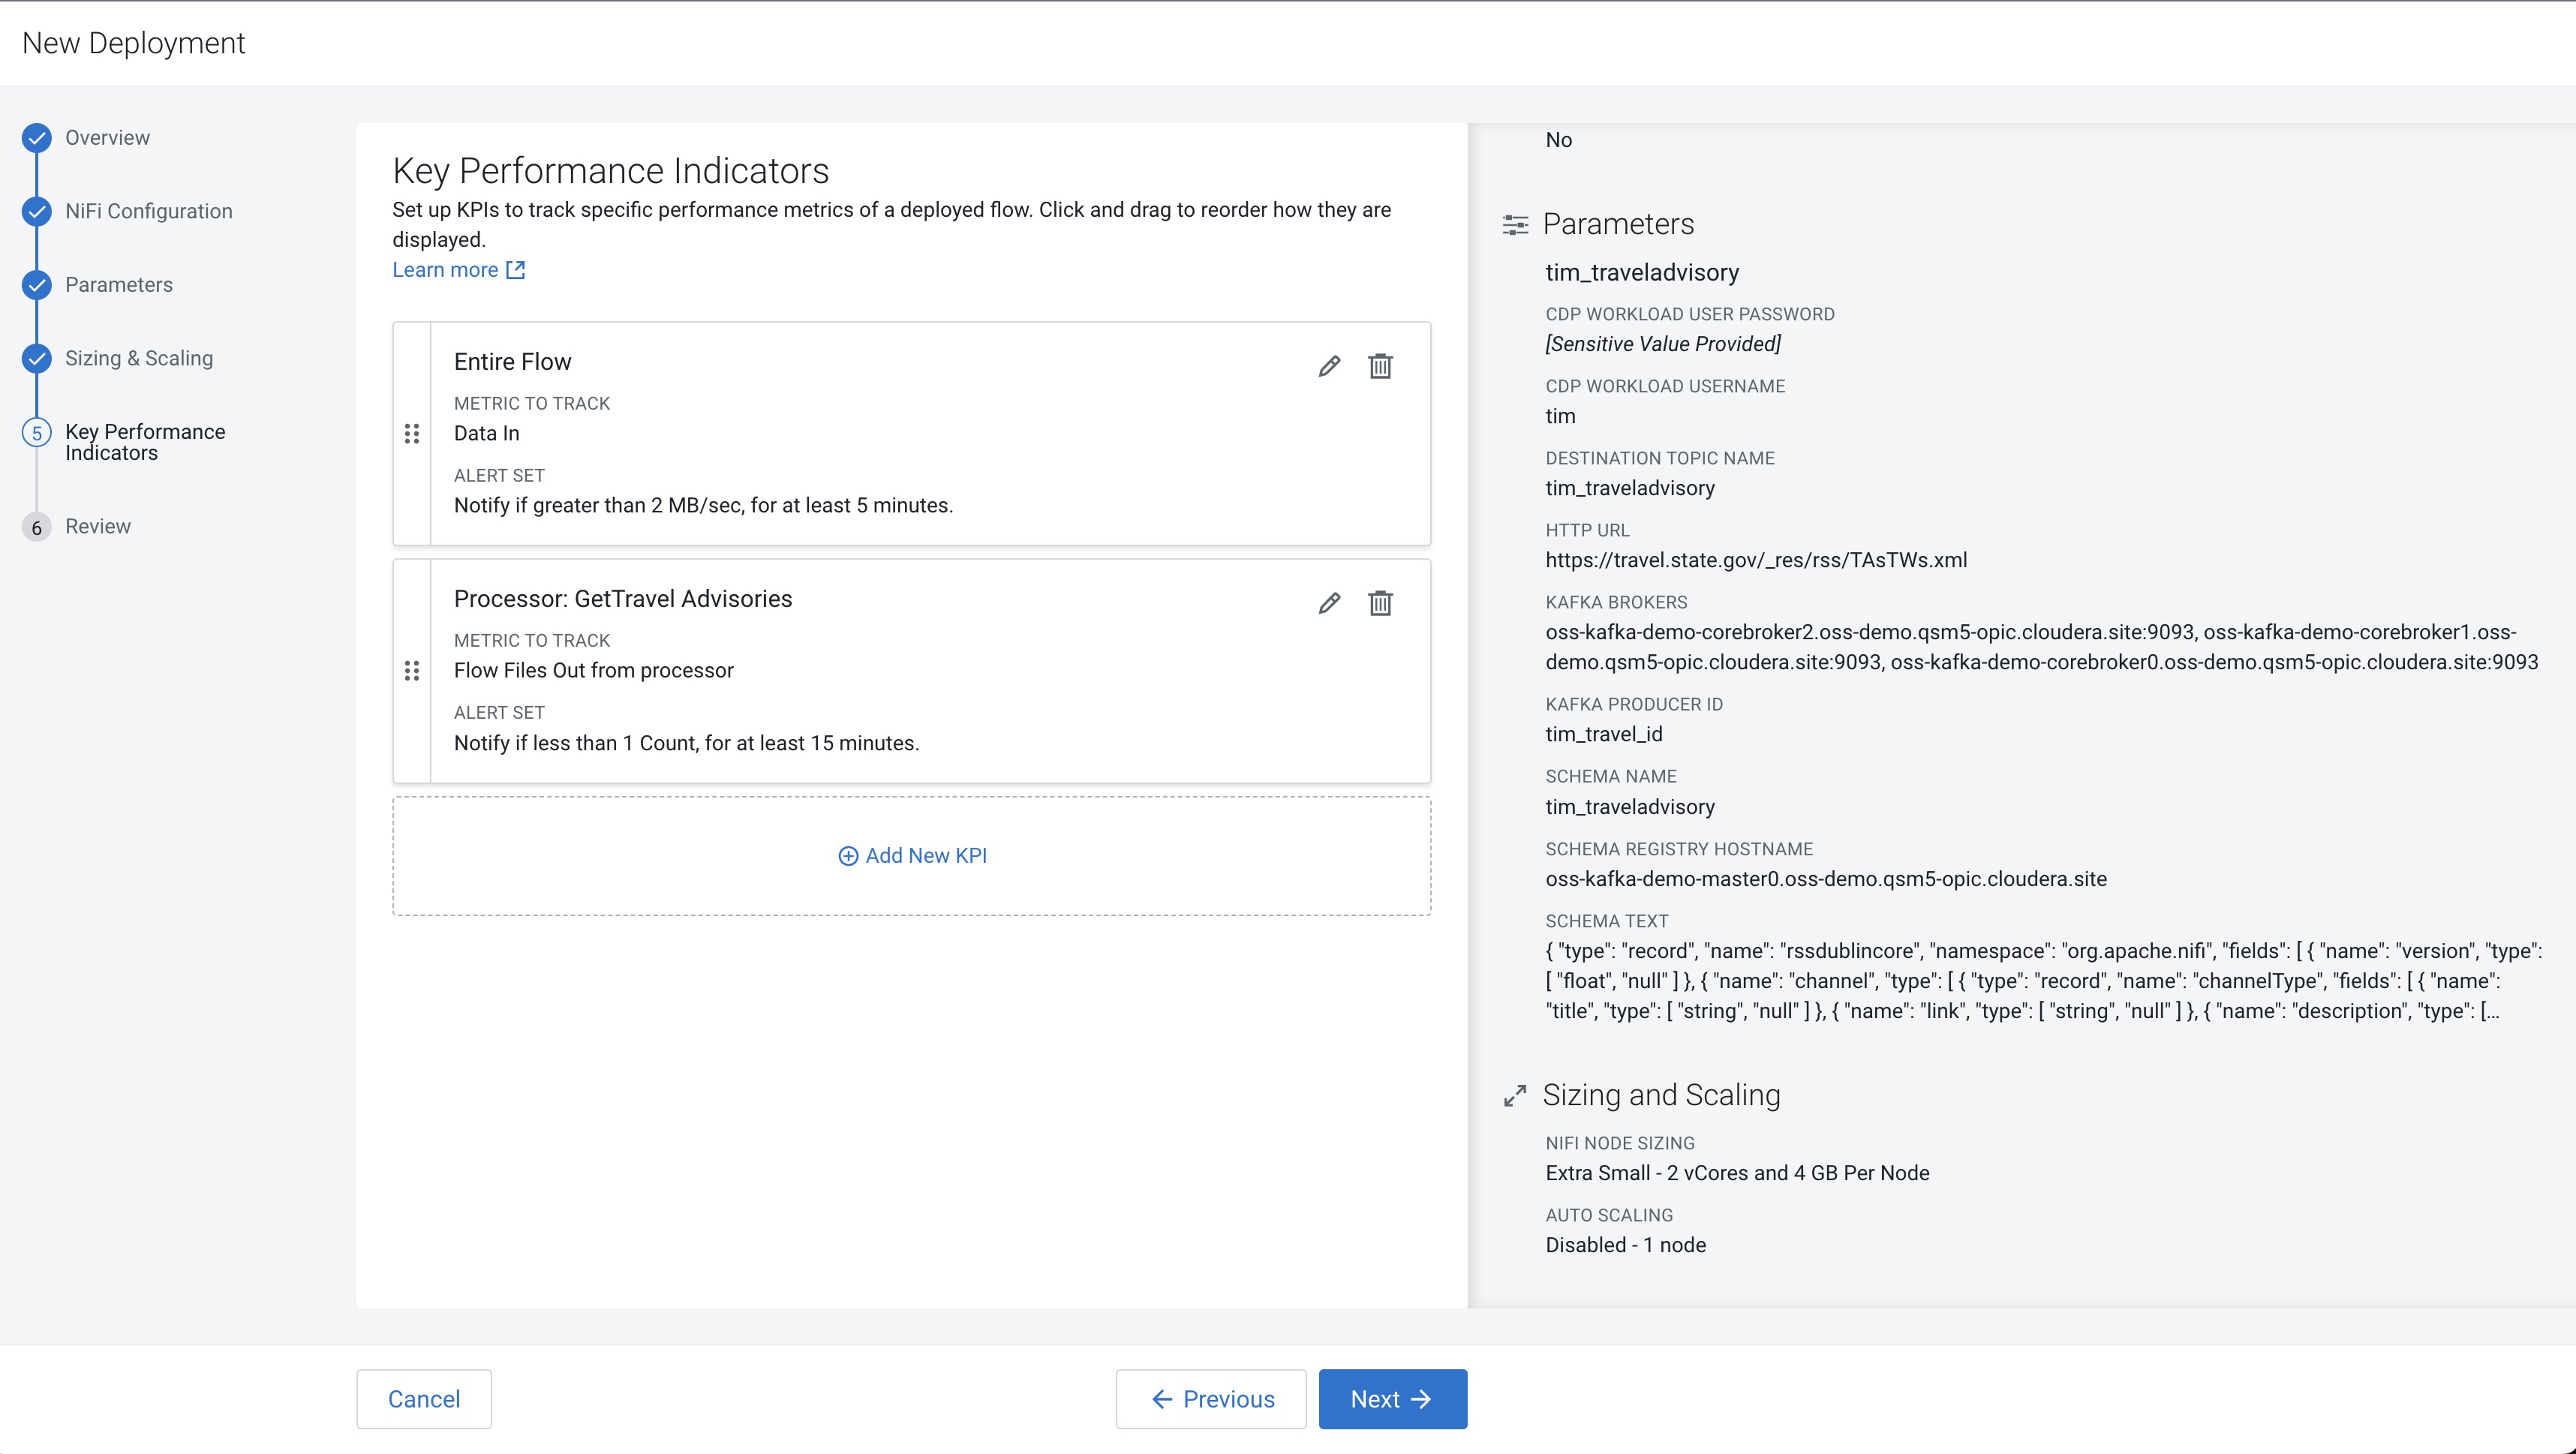 New Deployment
Overview
NiFi Configuration
Parameters
Sizing & Scaling
5
Key Performance
Indicators
6
Review
Key Performance Indicators
Set up KPIs to track specific performance metrics of a deployed flow. Click and drag to reorder how they are
displayed.
Learn more
Entire Flow
METRIC TO TRACK
Data In
ALERT SET
Notify if greater than 2 MB/sec, for at least 5 minutes.
Processor: GetTravel Advisories
METRIC TO TRACK
Flow Files Out from processor
ALERT SET
Notify if less than 1 Count, for at least 15 minutes.
Add New KPI
No
Parameters
tim_traveladvisory
CDP WORKLOAD USER PASSWORD
[Sensitive Value Provided]
CDP WORKLOAD USERNAME
tim
DESTINATION TOPIC NAME
tim_traveladvisory
HTTP URL
https://travel.state.gov/_res/rss/TAsTWs.xml
KAFKA BROKERS
oss-kafka-demo-corebroker2.oss-demo.qsm5-opic.cloudera.site:9093, oss-kafka-demo-corebroker1.oss-
demo.qsm5-opic.cloudera.site:9093, oss-kafka-demo-corebroker0.oss-demo.qsm5-opic.cloudera.site:9093
KAFKA PRODUCER ID
tim_travel_id
SCHEMA NAME
tim_traveladvisory
SCHEMA REGISTRY HOSTNAME
oss-kafka-demo-master0.oss-demo.qsm5-opic.cloudera.site
SCHEMA TEXT
{ "type": "record", "name": "rssdublincore", "namespace": "org.apache.nifi", "fields": [ { "name": "version", "type":
[ "float", "null" ] }, { "name": "channel", "type": [ { "type": "record", "name": "channelType", "fields": [ { "name":
"title", "type": [ "string", "null" ] }, { "name": "link", "type": [ "string", "null" ] }, { "name": "description", "type": [...
Sizing and Scaling
NIFI NODE SIZING
Extra Small - 2 vCores and 4 GB Per Node
AUTO SCALING
Disabled - 1 node
Cancel
Previous
Next